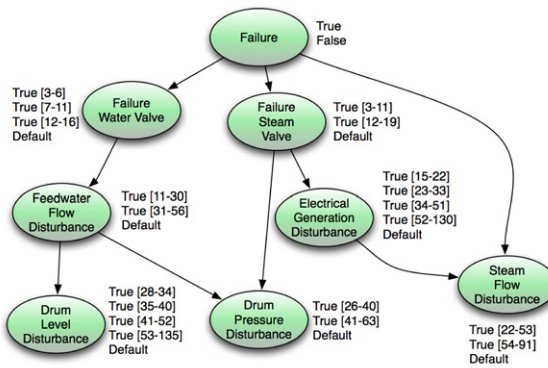 Failure
True
False
True [3-6]
True [7-11]
True [12-16]
Default
Failure
Water Valve
Failure
Steam
Valve
True [3-11]
True [12-19]
Default
Feedwater
Flow
Disturbance
True [11-30]
True [31-56]
Default
Electrical
Generation
Disturbance
True [15-22]
True [23-33]
True [34-51]
True [52-130]
Default
Steam
Flow
Disturbance
True [22-53]
True [54-91]
Default
Drum
Level
Disturbance
True [28-34]
True [35-40]
True [41-52]
True [53-135]
Default
Drum
Pressure
Disturbance
True [26-40]
True [41-63]
Default